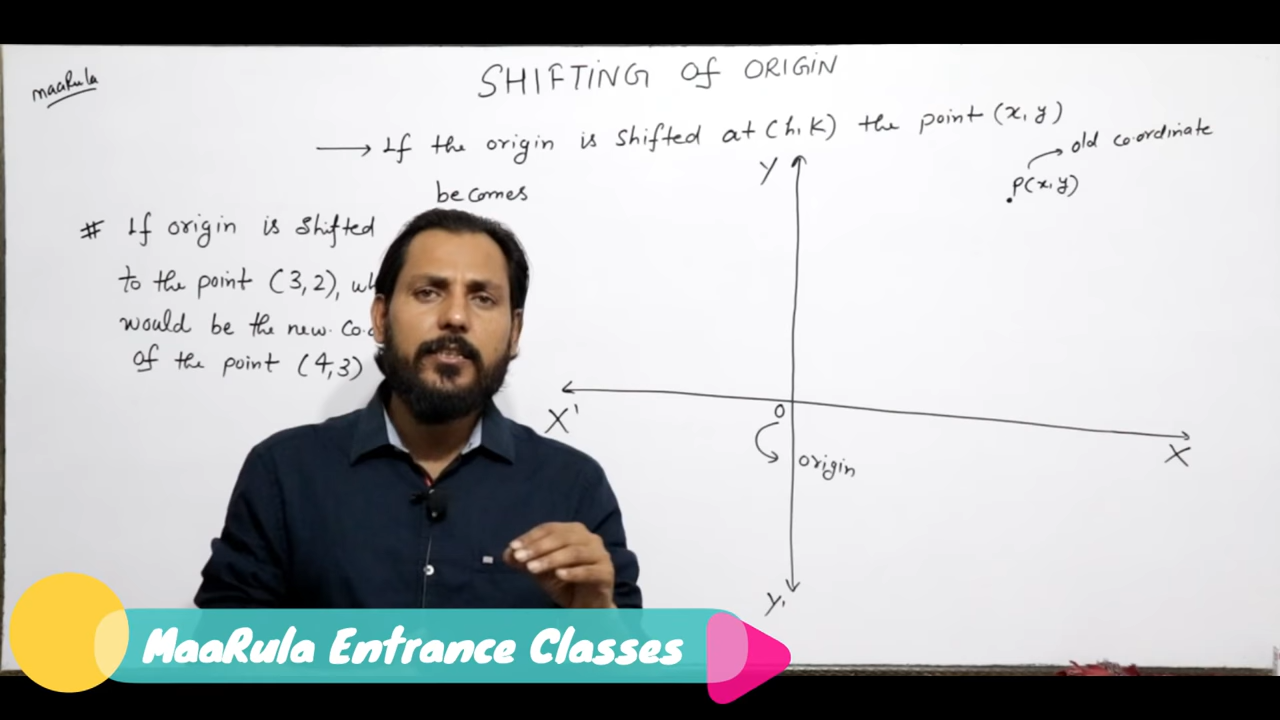 maaRula
SHIFTING Of ORIGIN
→ If the origin is shifted at (h, k) the point (x, y)
becomes
old co-ordinate
P(x, y)
# If origin is shifted
to the point (3, 2),
would be the new
of the point (4, 3)
Y
X'
O
origin
X
Y'
MaaRula Entrance Classes